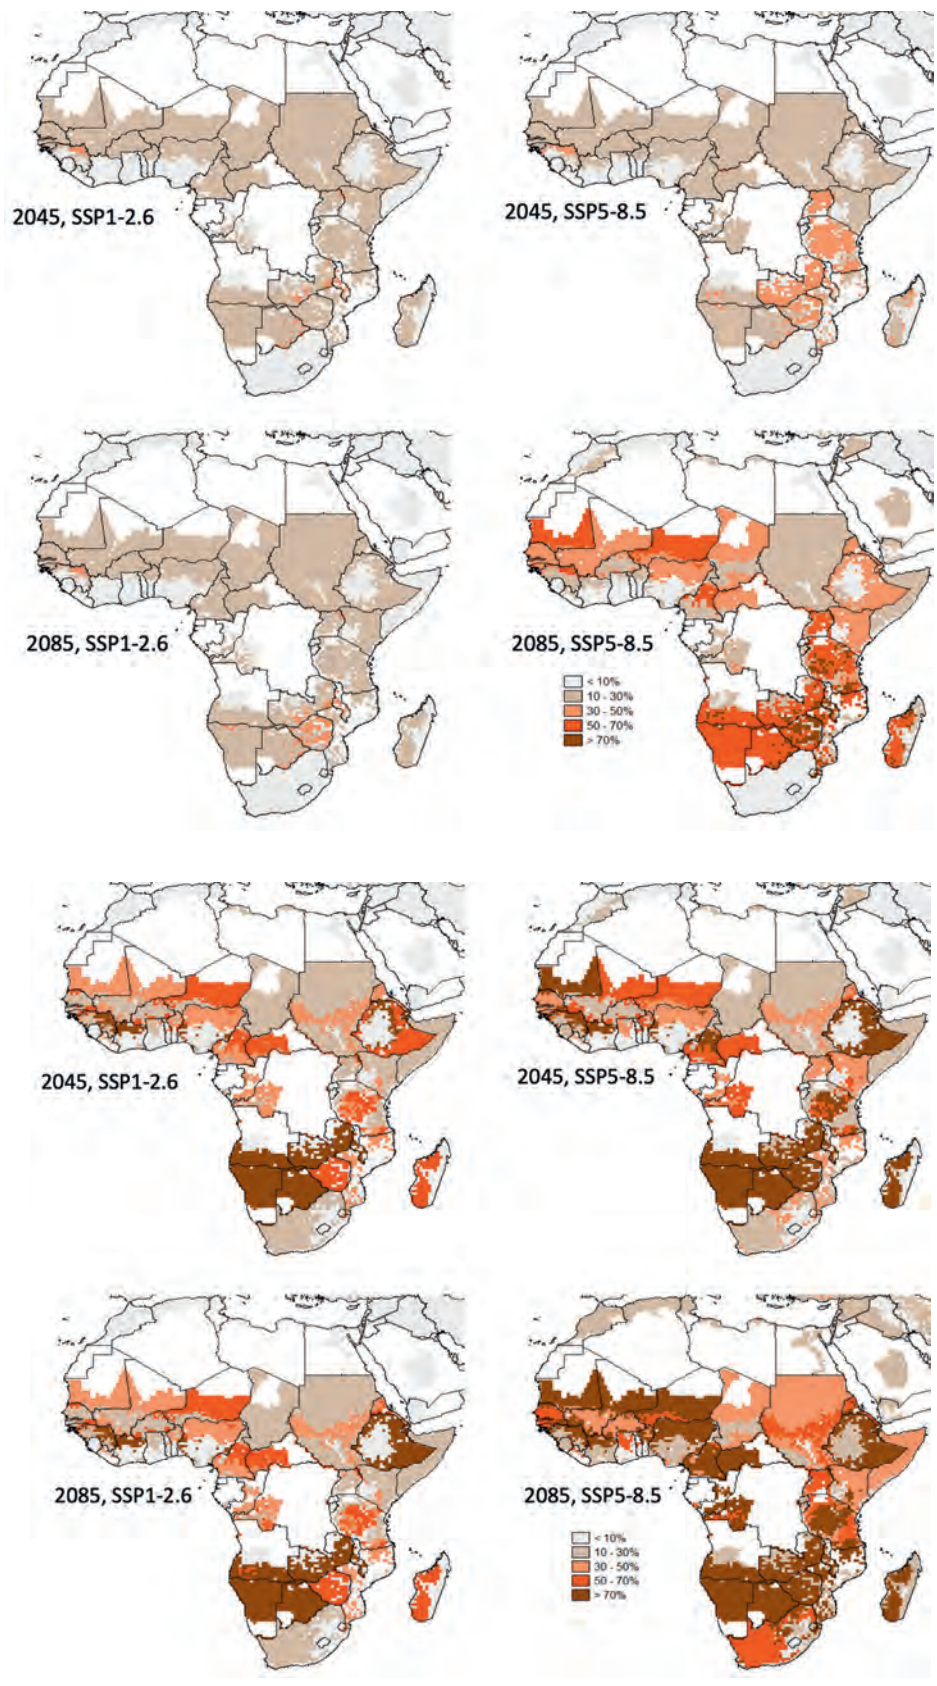 2045, SSP1-2.6
2045, SSP5-8.5
2085, SSP1-2.6
2085, SSP5-8.5
< 10%
10 - 30%
30 - 50%
50 - 70%
> 70%
2045, SSP1-2.6
2045, SSP5-8.5
2085, SSP1-2.6
2085, SSP5-8.5
< 10%
10 - 30%
30 - 50%
50 - 70%
> 70%